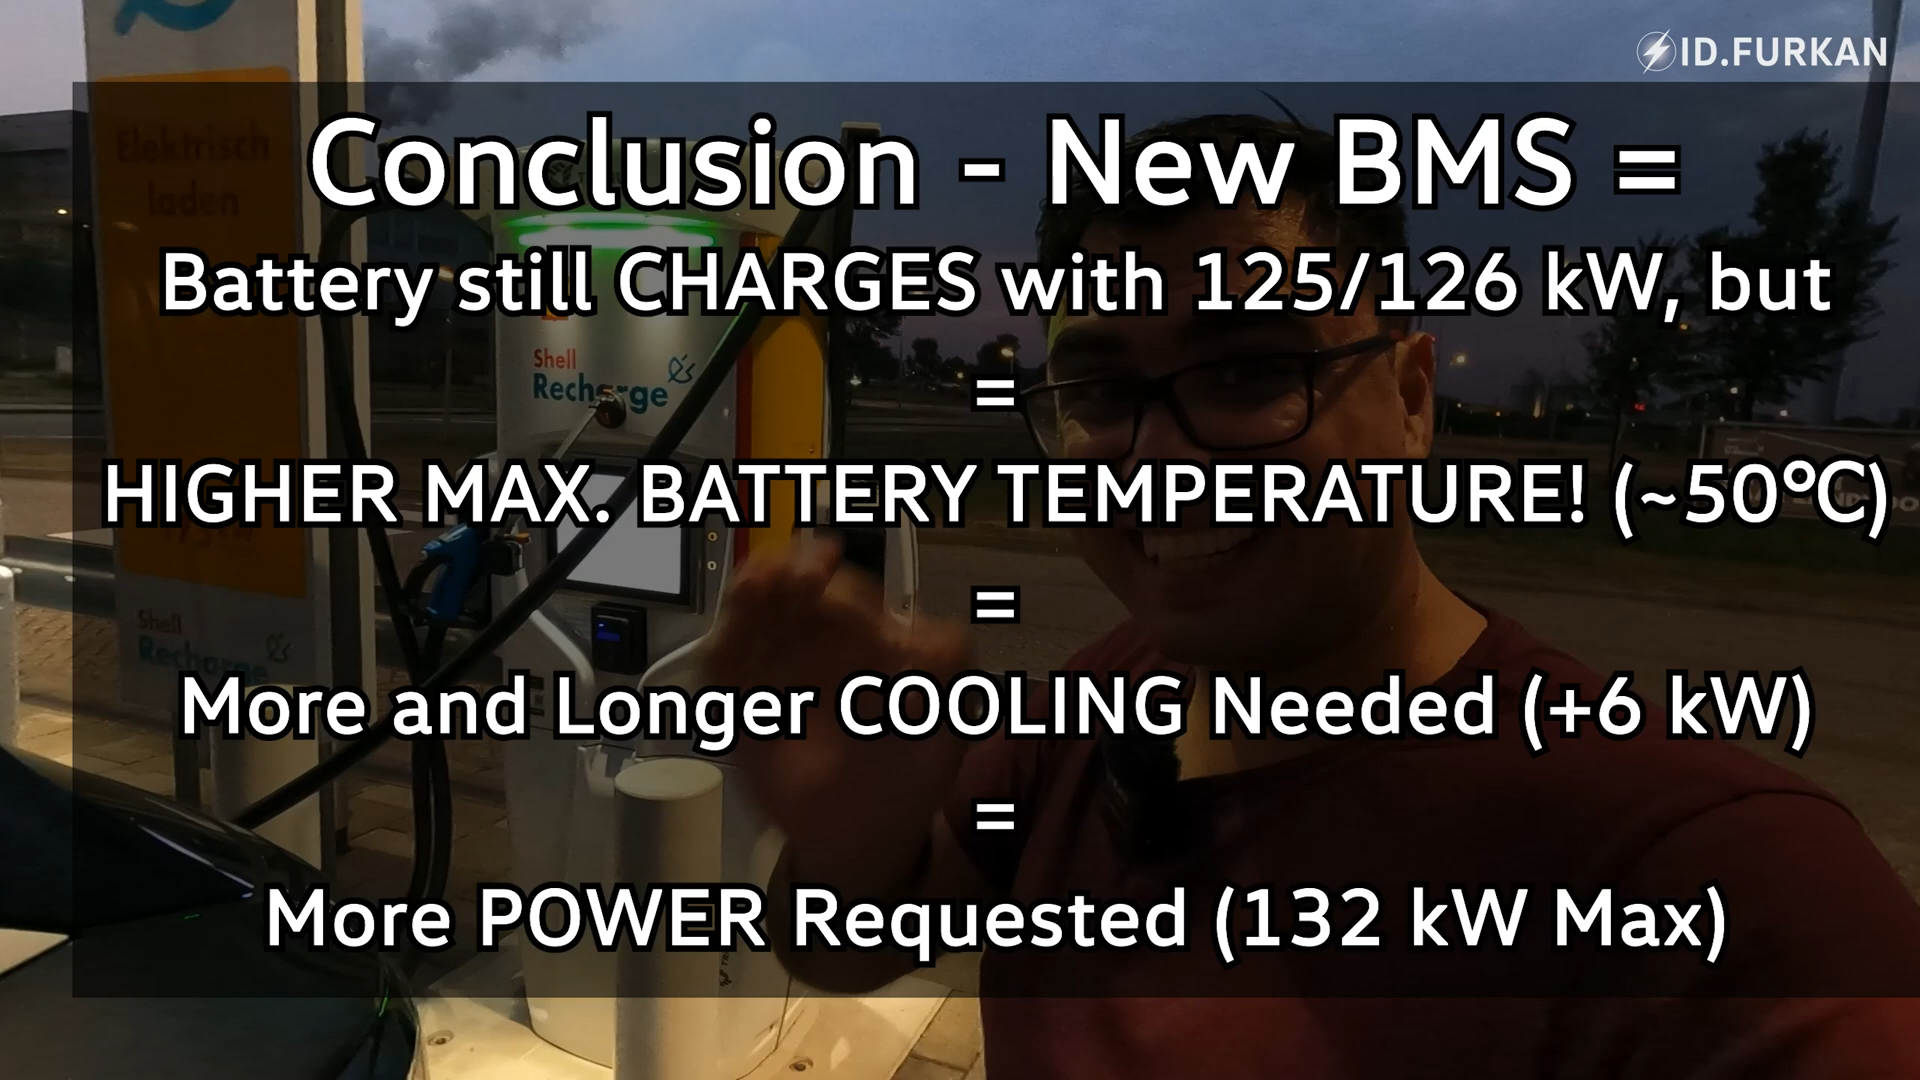 ID.FURKAN
Conclusion - New BMS =
Battery still CHARGES with 125/126 kW, but
=
HIGHER MAX. BATTERY TEMPERATURE! (~50°C)
=
More and Longer COOLING Needed (+6 kW)
=
More POWER Requested (132 kW Max)
Elektrisch
laden
Shell
Recharge
Shell
Recharge